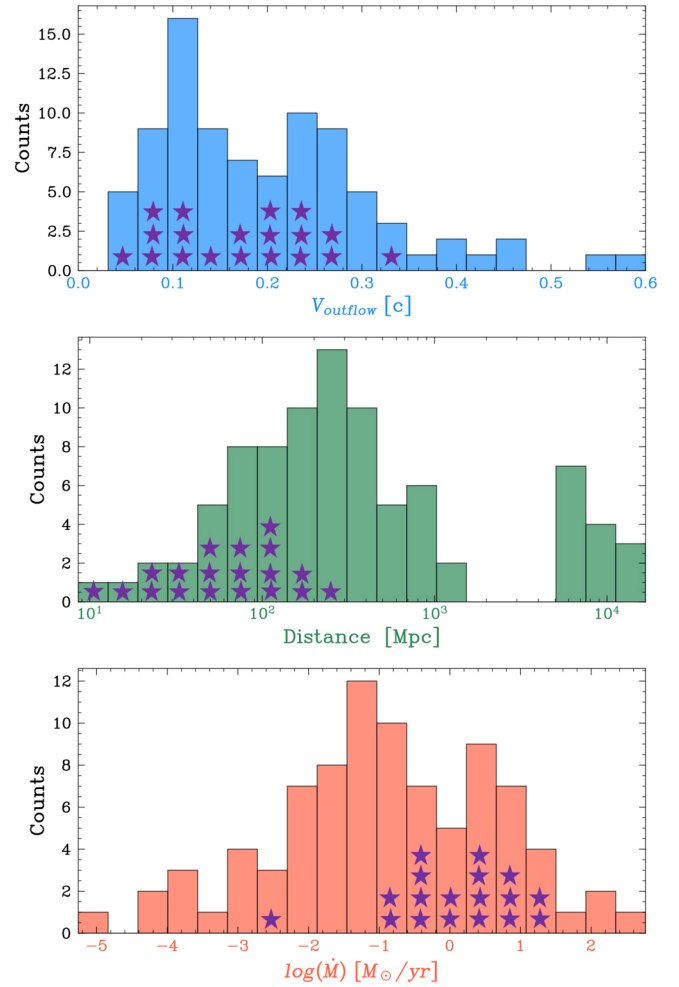 15.0
12.5
10.0
7.5
5.0
2.5
0.0
Counts
0.0 0.1 0.2 0.3 0.4 0.5 0.6
V_outflow [c]
12
10
8
6
4
2
0
Counts
10^1 10^2 10^3 10^4
Distance [Mpc]
12
10
8
6
4
2
0
Counts
−5 −4 −3 −2 −1 0 1 2
log(Ṁ) [M_⊙/yr]